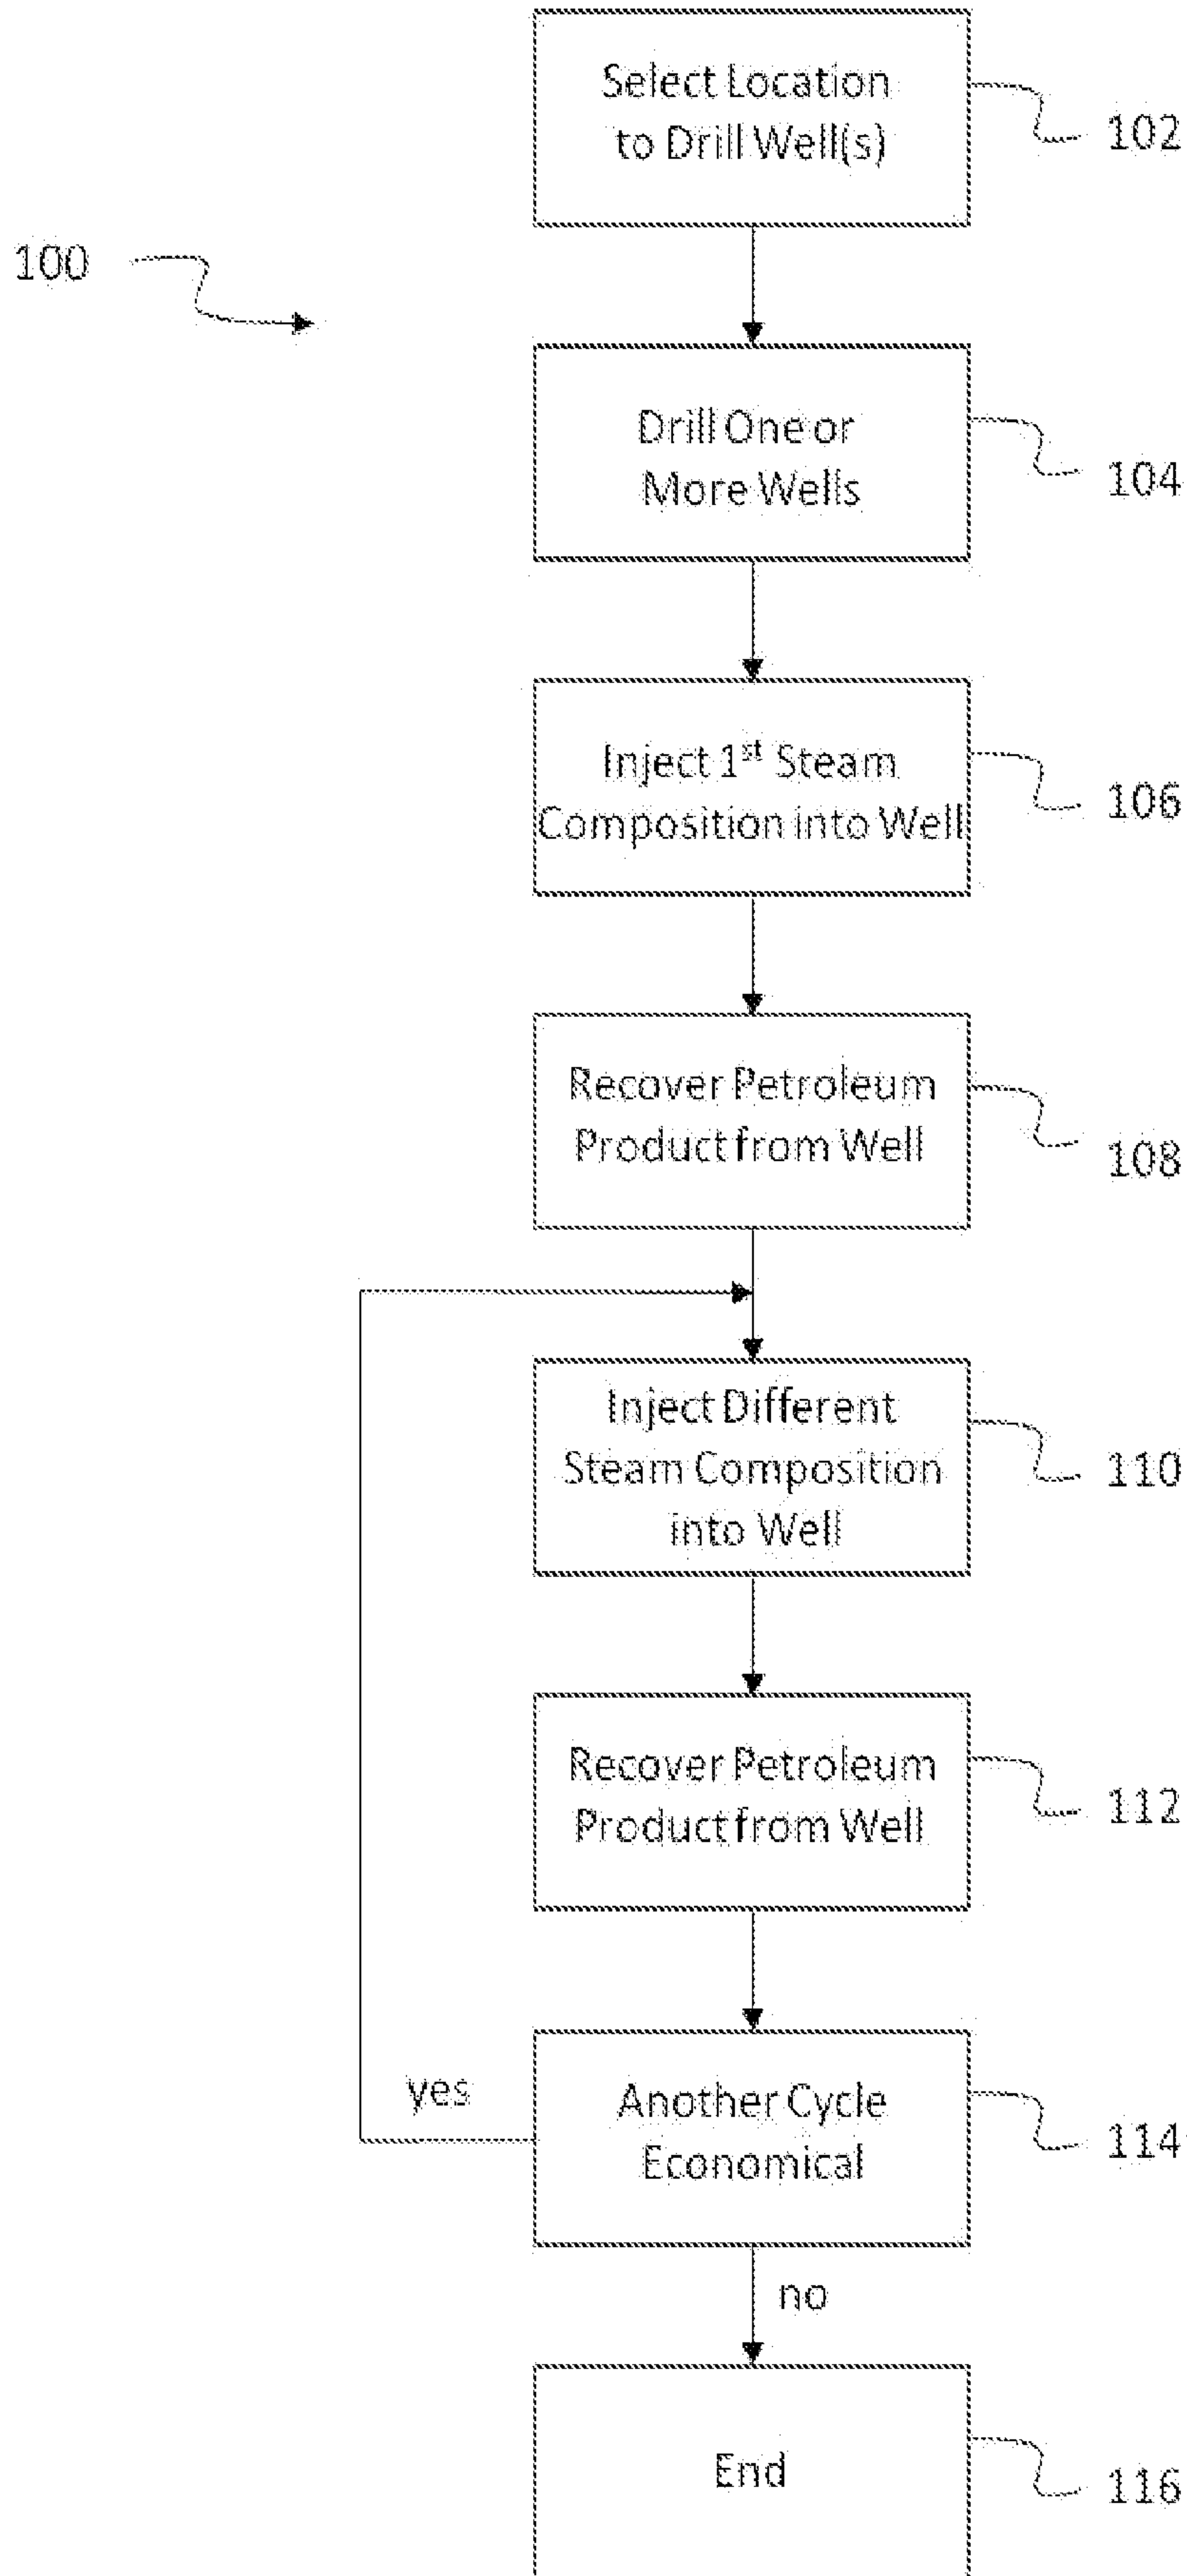 Select Location
to Drill Well(s)
102
100
Drill One or
More Wells
104
Inject 1st Steam
Composition into Well
106
Recover Petroleum
Product from Well
108
Inject Different
Steam Composition
into Well
110
Recover Petroleum
Product from Well
112
yes
Another Cycle
Economical
114
no
End
116